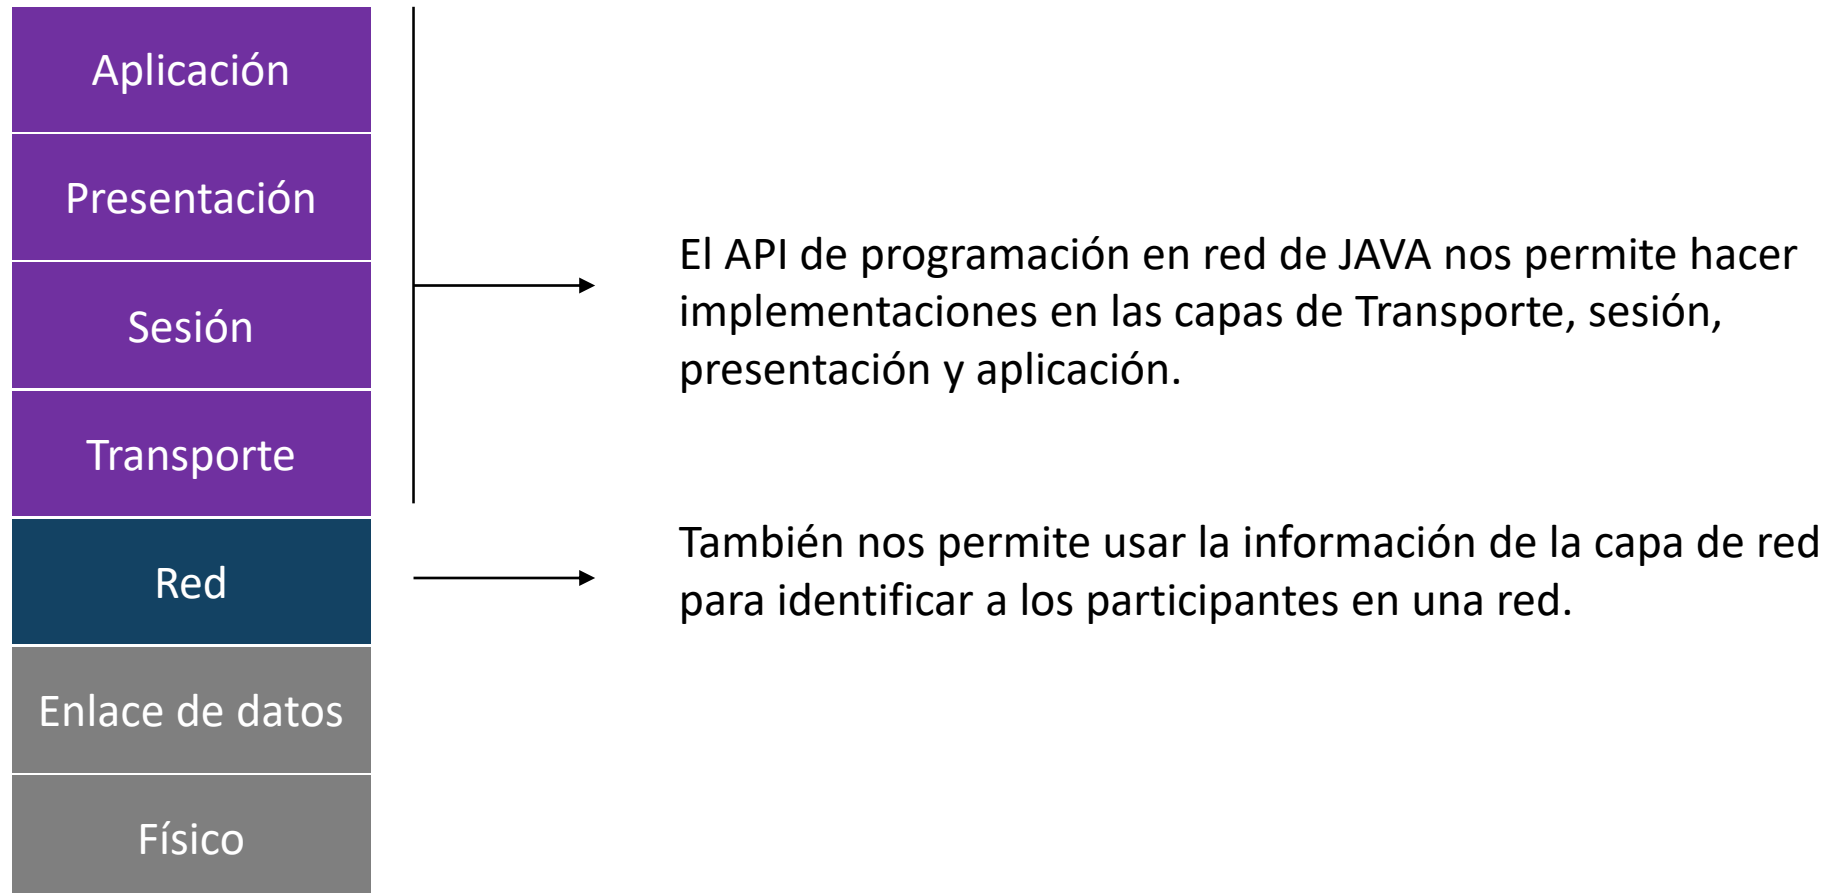 Aplicación
Presentación
Sesión
Transporte
Red
Enlace de datos
Físico
El API de programación en red de JAVA nos permite hacer
implementaciones en las capas de Transporte, sesión,
presentación y aplicación.
También nos permite usar la información de la capa de red
para identificar a los participantes en una red.